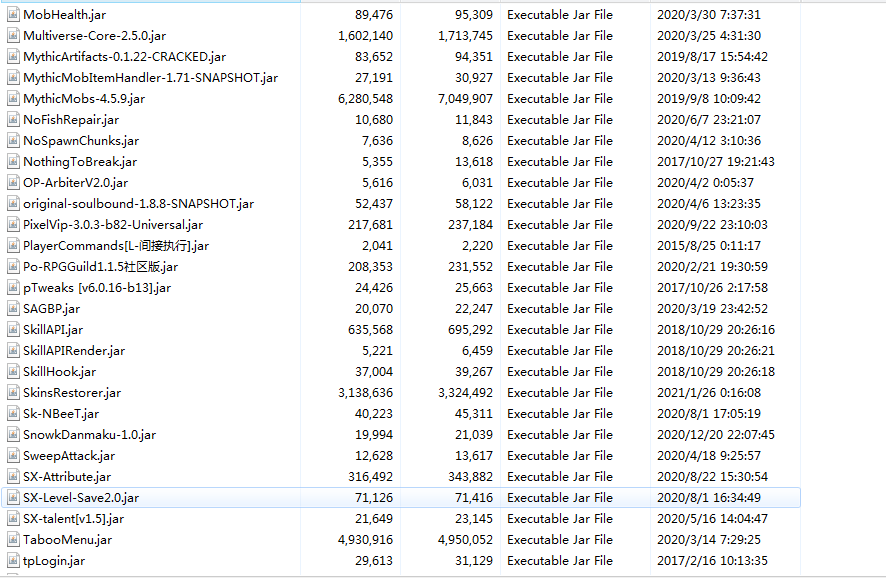 MobHealth.jar 89,476 95,309 Executable Jar File 2020/3/30 7:37:31
Multiverse-Core-2.5.0.jar 1,602,140 1,713,745 Executable Jar File 2020/3/25 4:31:30
MythicArtifacts-0.1.22-CRACKED.jar 83,652 94,351 Executable Jar File 2019/8/17 15:54:42
MythicMobItemHandler-1.71-SNAPSHOT.jar 27,191 30,927 Executable Jar File 2020/3/13 9:36:43
MythicMobs-4.5.9.jar 6,280,548 7,049,907 Executable Jar File 2019/9/8 10:09:42
NoFishRepair.jar 10,680 11,843 Executable Jar File 2020/6/7 23:21:07
NoSpawnChunks.jar 7,636 8,626 Executable Jar File 2020/4/12 3:10:36
NothingToBreak.jar 5,355 13,618 Executable Jar File 2017/10/27 19:21:43
OP-ArbiterV2.0.jar 5,616 6,031 Executable Jar File 2020/4/2 0:05:37
original-soulbound-1.8.8-SNAPSHOT.jar 52,437 58,122 Executable Jar File 2020/4/6 13:23:35
PixelVip-3.0.3-b82-Universal.jar 217,681 237,184 Executable Jar File 2020/9/22 23:10:03
PlayerCommands[L-间接执行].jar 2,041 2,220 Executable Jar File 2015/8/25 0:11:17
Po-RPGGuild1.1.5社区版.jar 208,353 231,552 Executable Jar File 2020/2/21 19:30:59
pTweaks [v6.0.16-b13].jar 24,426 25,663 Executable Jar File 2017/10/26 2:17:58
SAGBP.jar 20,070 22,247 Executable Jar File 2020/3/19 23:42:52
SkillAPI.jar 635,568 695,292 Executable Jar File 2018/10/29 20:26:16
SkillAPIRender.jar 5,221 6,459 Executable Jar File 2018/10/29 20:26:21
SkillHook.jar 37,004 39,267 Executable Jar File 2018/10/29 20:26:18
SkinsRestorer.jar 3,138,636 3,324,492 Executable Jar File 2021/1/26 0:16:08
Sk-NBeeT.jar 40,223 45,311 Executable Jar File 2020/8/1 17:05:19
SnowkDanmaku-1.0.jar 19,994 21,039 Executable Jar File 2020/12/20 22:07:45
SweepAttack.jar 12,628 13,617 Executable Jar File 2020/4/18 9:25:57
SX-Attribute.jar 316,492 343,882 Executable Jar File 2020/8/22 15:30:54
SX-Level-Save2.0.jar 71,126 71,416 Executable Jar File 2020/8/1 16:34:49
SX-talent[v1.5].jar 21,649 23,145 Executable Jar File 2020/5/16 14:04:47
TabooMenu.jar 4,930,916 4,950,052 Executable Jar File 2020/3/14 7:29:25
tpLogin.jar 29,613 31,129 Executable Jar File 2017/2/16 10:13:35